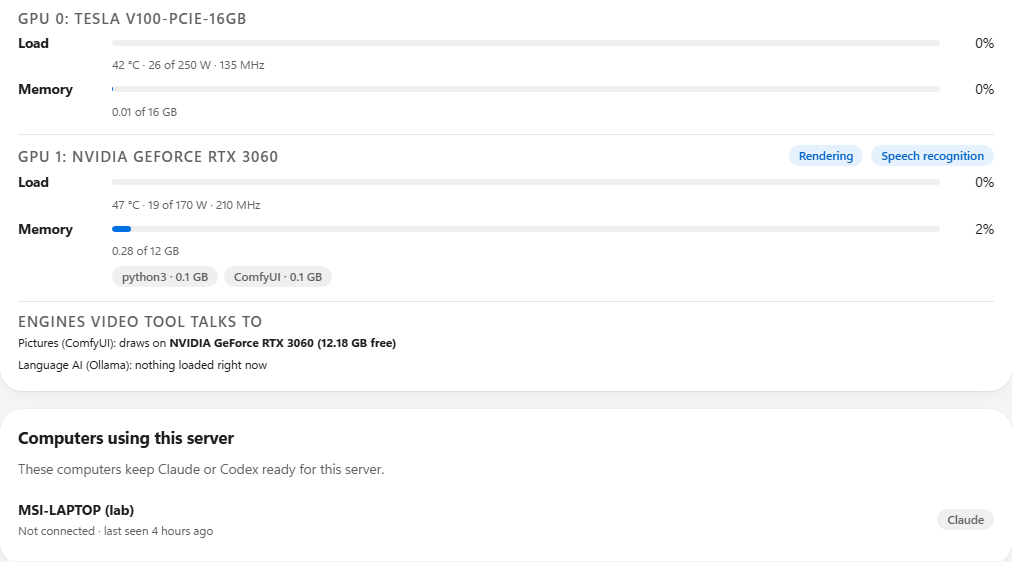 GPU 0: TESLA V100-PCIE-16GB
Load 0%
42 °C · 26 of 250 W · 135 MHz
Memory 0%
0.01 of 16 GB
GPU 1: NVIDIA GEFORCE RTX 3060 Rendering Speech recognition
Load 0%
47 °C · 19 of 170 W · 210 MHz
Memory 2%
0.28 of 12 GB
python3 · 0.1 GB ComfyUI · 0.1 GB
ENGINES VIDEO TOOL TALKS TO
Pictures (ComfyUI): draws on NVIDIA GeForce RTX 3060 (12.18 GB free)
Language AI (Ollama): nothing loaded right now
Computers using this server
These computers keep Claude or Codex ready for this server.
MSI-LAPTOP (lab)
Not connected · last seen 4 hours ago
Claude